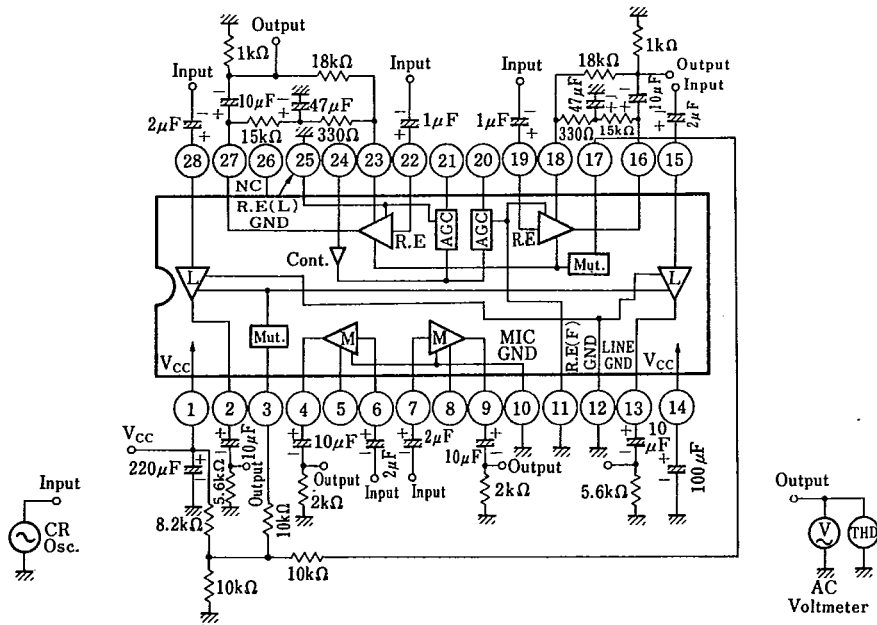 Output
Output
1kΩ
1kΩ
18kΩ
18kΩ
Input
Input
Input
Input
2μF
10μF
47μF
1μF
1μF
47μF
10μF
2μF
15kΩ
330Ω
330Ω
15kΩ
28 27 26 25 24 23 22 21 20 19 18 17 16 15
NC
R.E(L)
GND
R.E
AGC
AGC
R.E
Cont.
Mut.
L
L
Mut.
M
M
MIC
GND
R.E(F)
GND
LINE
GND
VCC
VCC
1 2 3 4 5 6 7 8 9 10 11 12 13 14
VCC
220μF
10μF
5.6kΩ
Output
10μF
Output
2kΩ
2μF
Input
2μF
Input
10μF
Output
2kΩ
10
μF
5.6kΩ
100μF
8.2kΩ
10kΩ
10kΩ
10kΩ
Input
CR
Osc.
Output
V
THD
AC
Voltmeter